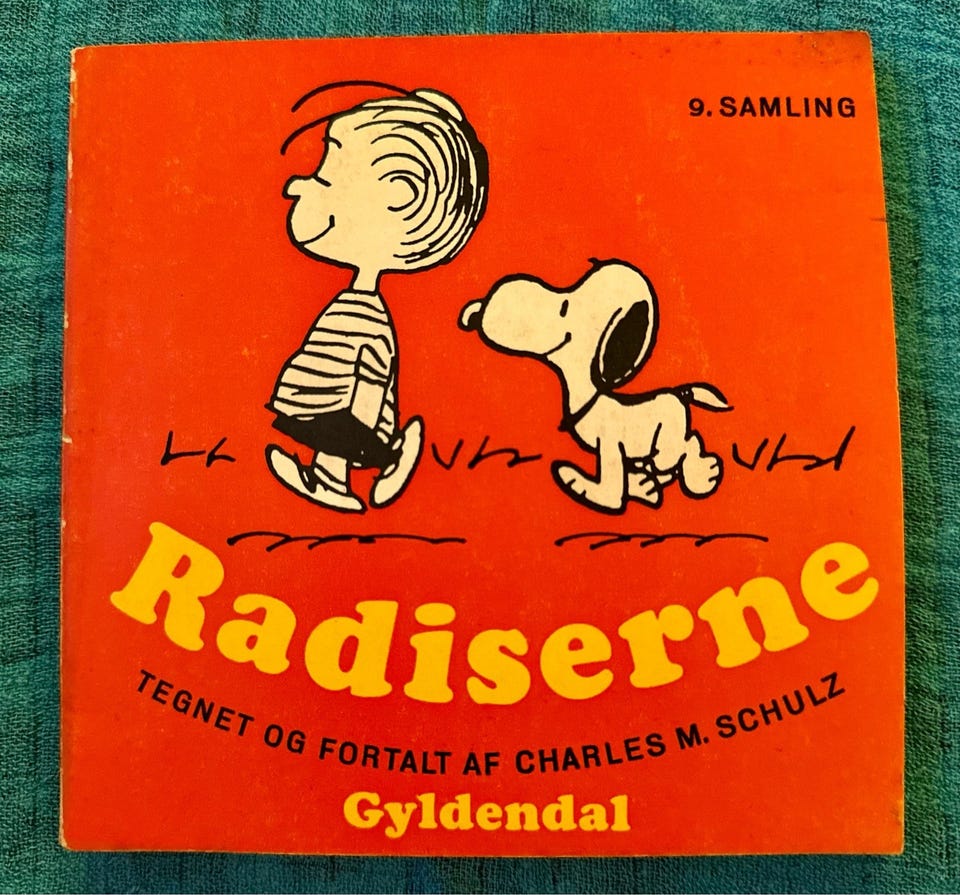 9. SAMLING
Radiserne
TEGNET OG FORTALT AF CHARLES M. SCHULZ
Gyldendal